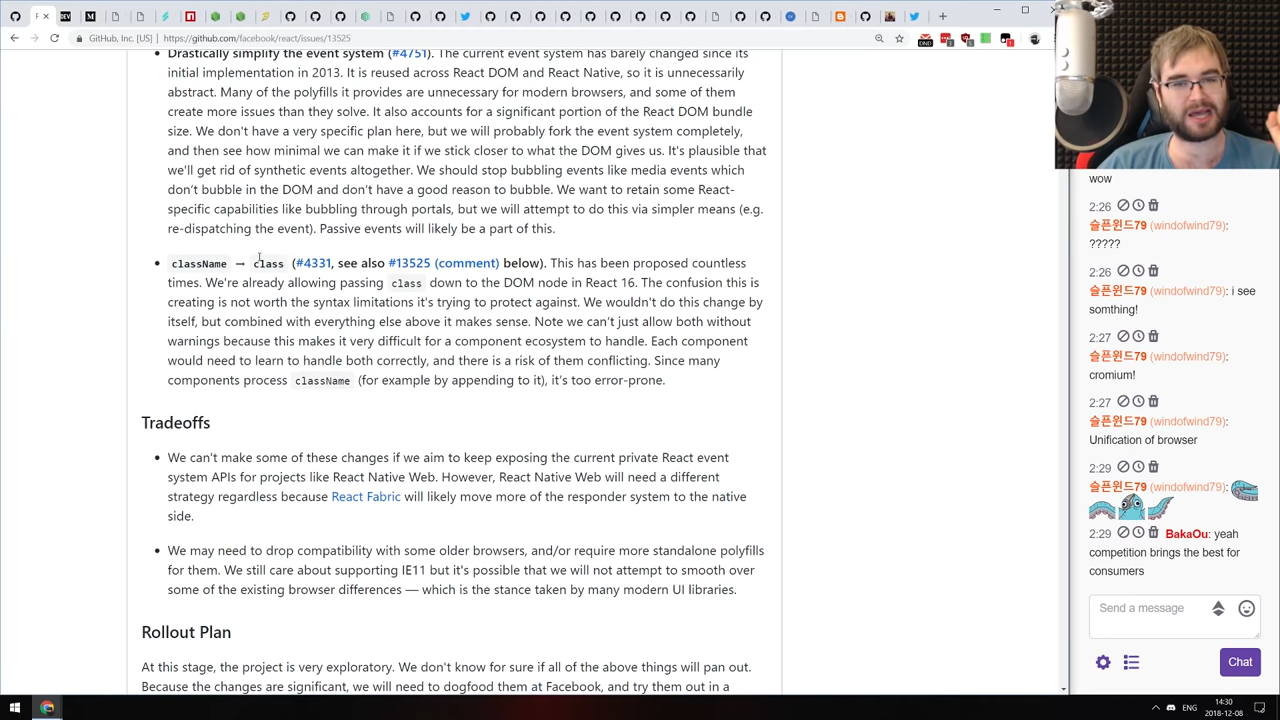 GitHub, Inc. [US] | https://github.com/facebook/react/issues/13525
Drastically simplify the event system (#4751). The current event system has barely changed since its
initial implementation in 2013. It is reused across React DOM and React Native, so it is unnecessarily
abstract. Many of the polyfills it provides are unnecessary for modern browsers, and some of them
create more issues than they solve. It also accounts for a significant portion of the React DOM bundle
size. We don't have a very specific plan here, but we will probably fork the event system completely,
and then see how minimal we can make it if we stick closer to what the DOM gives us. It's plausible that
we'll get rid of synthetic events altogether. We should stop bubbling events like media events which
don't bubble in the DOM and don't have a good reason to bubble. We want to retain some React-
specific capabilities like bubbling through portals, but we will attempt to do this via simpler means (e.g.
re-dispatching the event). Passive events will likely be a part of this.
className → class (#4331, see also #13525 (comment) below). This has been proposed countless
times. We're already allowing passing class down to the DOM node in React 16. The confusion this is
creating is not worth the syntax limitations it's trying to protect against. We wouldn't do this change by
itself, but combined with everything else above it makes sense. Note we can't just allow both without
warnings because this makes it very difficult for a component ecosystem to handle. Each component
would need to learn to handle both correctly, and there is a risk of them conflicting. Since many
components process className (for example by appending to it), it's too error-prone.
Tradeoffs
We can't make some of these changes if we aim to keep exposing the current private React event
system APIs for projects like React Native Web. However, React Native Web will need a different
strategy regardless because React Fabric will likely move more of the responder system to the native
side.
We may need to drop compatibility with some older browsers, and/or require more standalone polyfills
for them. We still care about supporting IE11 but it's possible that we will not attempt to smooth over
some of the existing browser differences — which is the stance taken by many modern UI libraries.
Rollout Plan
At this stage, the project is very exploratory. We don't know for sure if all of the above things will pan out.
Because the changes are significant, we will need to dogfood them at Facebook, and try them out in a
wow
2:26
슬픈윈드79 (windofwind79):
?????
2:26
슬픈윈드79 (windofwind79): i see
somthing!
2:27
슬픈윈드79 (windofwind79):
cromium!
2:27
슬픈윈드79 (windofwind79):
Unification of browser
2:29
슬픈윈드79 (windofwind79):
2:29 BakaOu: yeah
competition brings the best for
consumers
Send a message
Chat
ENG
14:30
2018-12-08